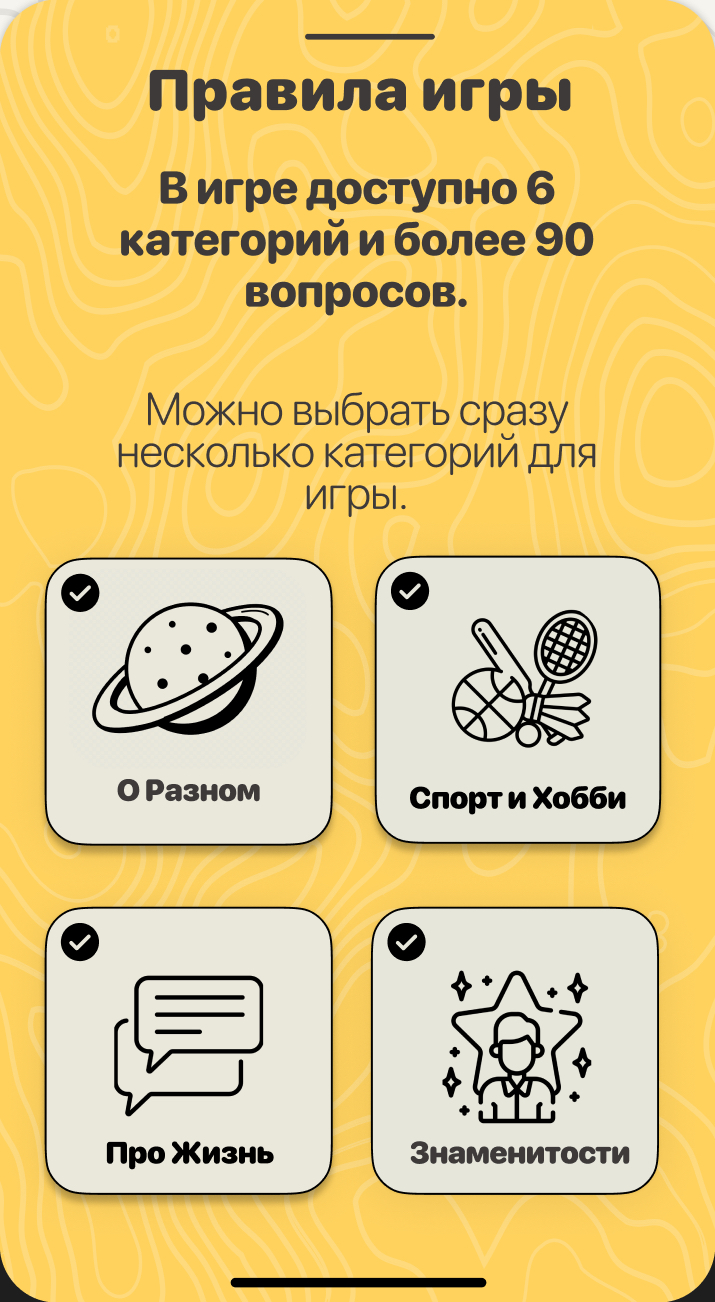 Правила игры
В игре доступно 6
категорий и более 90
вопросов.
Можно выбрать сразу
несколько категорий для
игры.
О Разном
Спорт и Хобби
Про Жизнь
Знаменитости